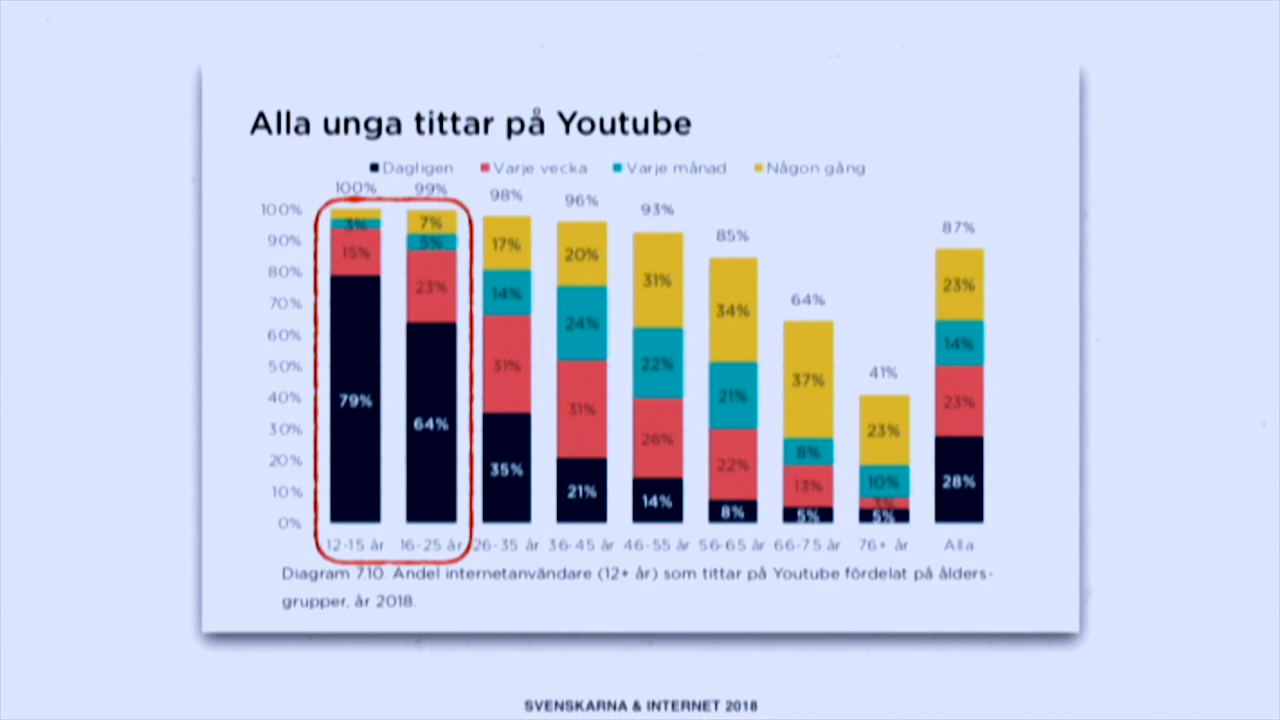 Alla unga tittar på Youtube
Dagligen Varje vecka Varje månad Någon gång
100% 99% 98% 96% 93% 85% 64% 41% 87%
100%
90%
80%
70%
60%
50%
40%
30%
20%
10%
0%
3% 15% 79%
7% 5% 23% 64%
17% 14% 31% 35%
20% 24% 31% 21%
31% 22% 26% 14%
34% 21% 22% 8%
37% 8% 13% 5%
23% 10% 3% 5%
23% 14% 23% 28%
12-15 år 16-25 år 26-35 år 36-45 år 46-55 år 56-65 år 66-75 år 76+ år Alla
Diagram 7.10. Andel internetanvändare (12+ år) som tittar på Youtube fördelat på ålders-
grupper, år 2018.
SVENSKARNA & INTERNET 2018